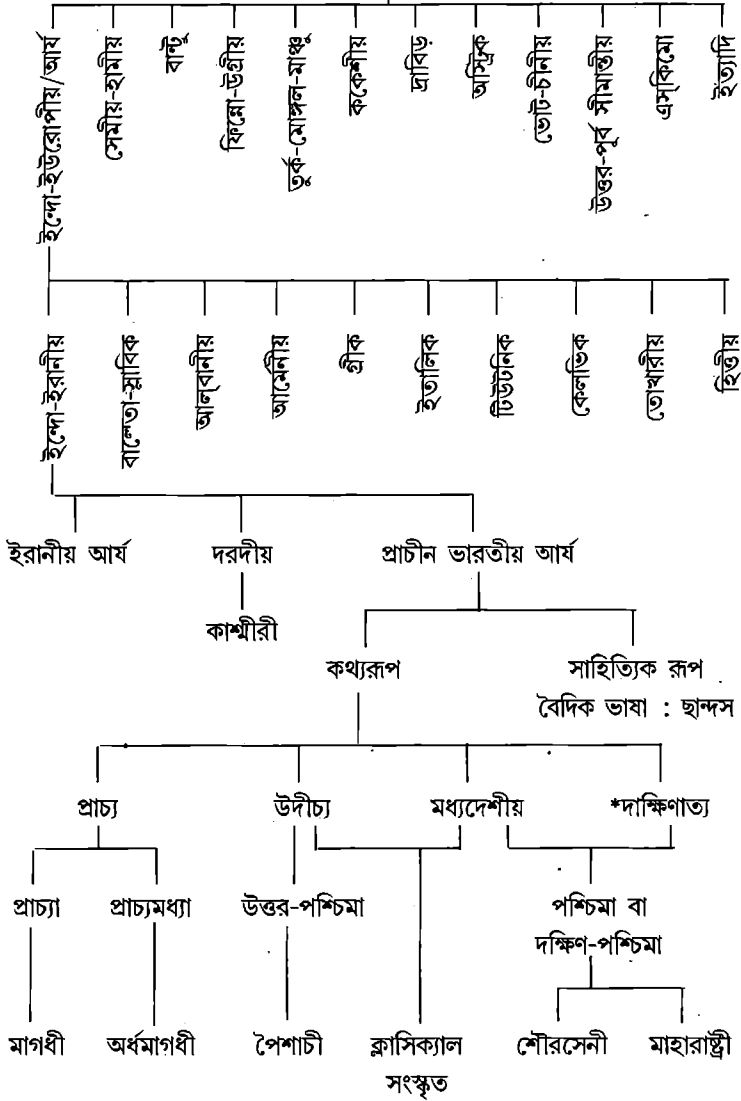 ইন্দো-ইউরোপীয়/আর্য
সেমীয়-হামীয়
বান্টু
ফিন্নো-উগ্রীয়
তুর্ক-মোঙ্গল-মাঞ্চু
ককেশীয়
দ্রাবিড়
অস্ট্রিক
ভোট-চীনীয়
উত্তর-পূর্ব সীমান্তীয়
এস্কিমো
ইত্যাদি
ইন্দো-ইরানীয়
বাল্তো-স্লাবিক
আল্‌বানীয়
আর্মেনীয়
গ্রীক
ইতালিক
টিউটনিক
কেলতিক
তোখারীয়
হিত্তীয়
ইরানীয় আর্য দরদীয় প্রাচীন ভারতীয় আর্য
কাশ্মীরী
কথ্যরূপ সাহিত্যিক রূপ
বৈদিক ভাষা : ছান্দস
প্রাচ্য উদীচ্য মধ্যদেশীয় *দাক্ষিণাত্য
প্রাচ্যা প্রাচ্যমধ্যা উত্তর-পশ্চিমা পশ্চিমা বা
দক্ষিণ-পশ্চিমা
মাগধী অর্ধমাগধী পৈশাচী ক্লাসিক্যাল শৌরসেনী মাহারাষ্ট্রী
সংস্কৃত